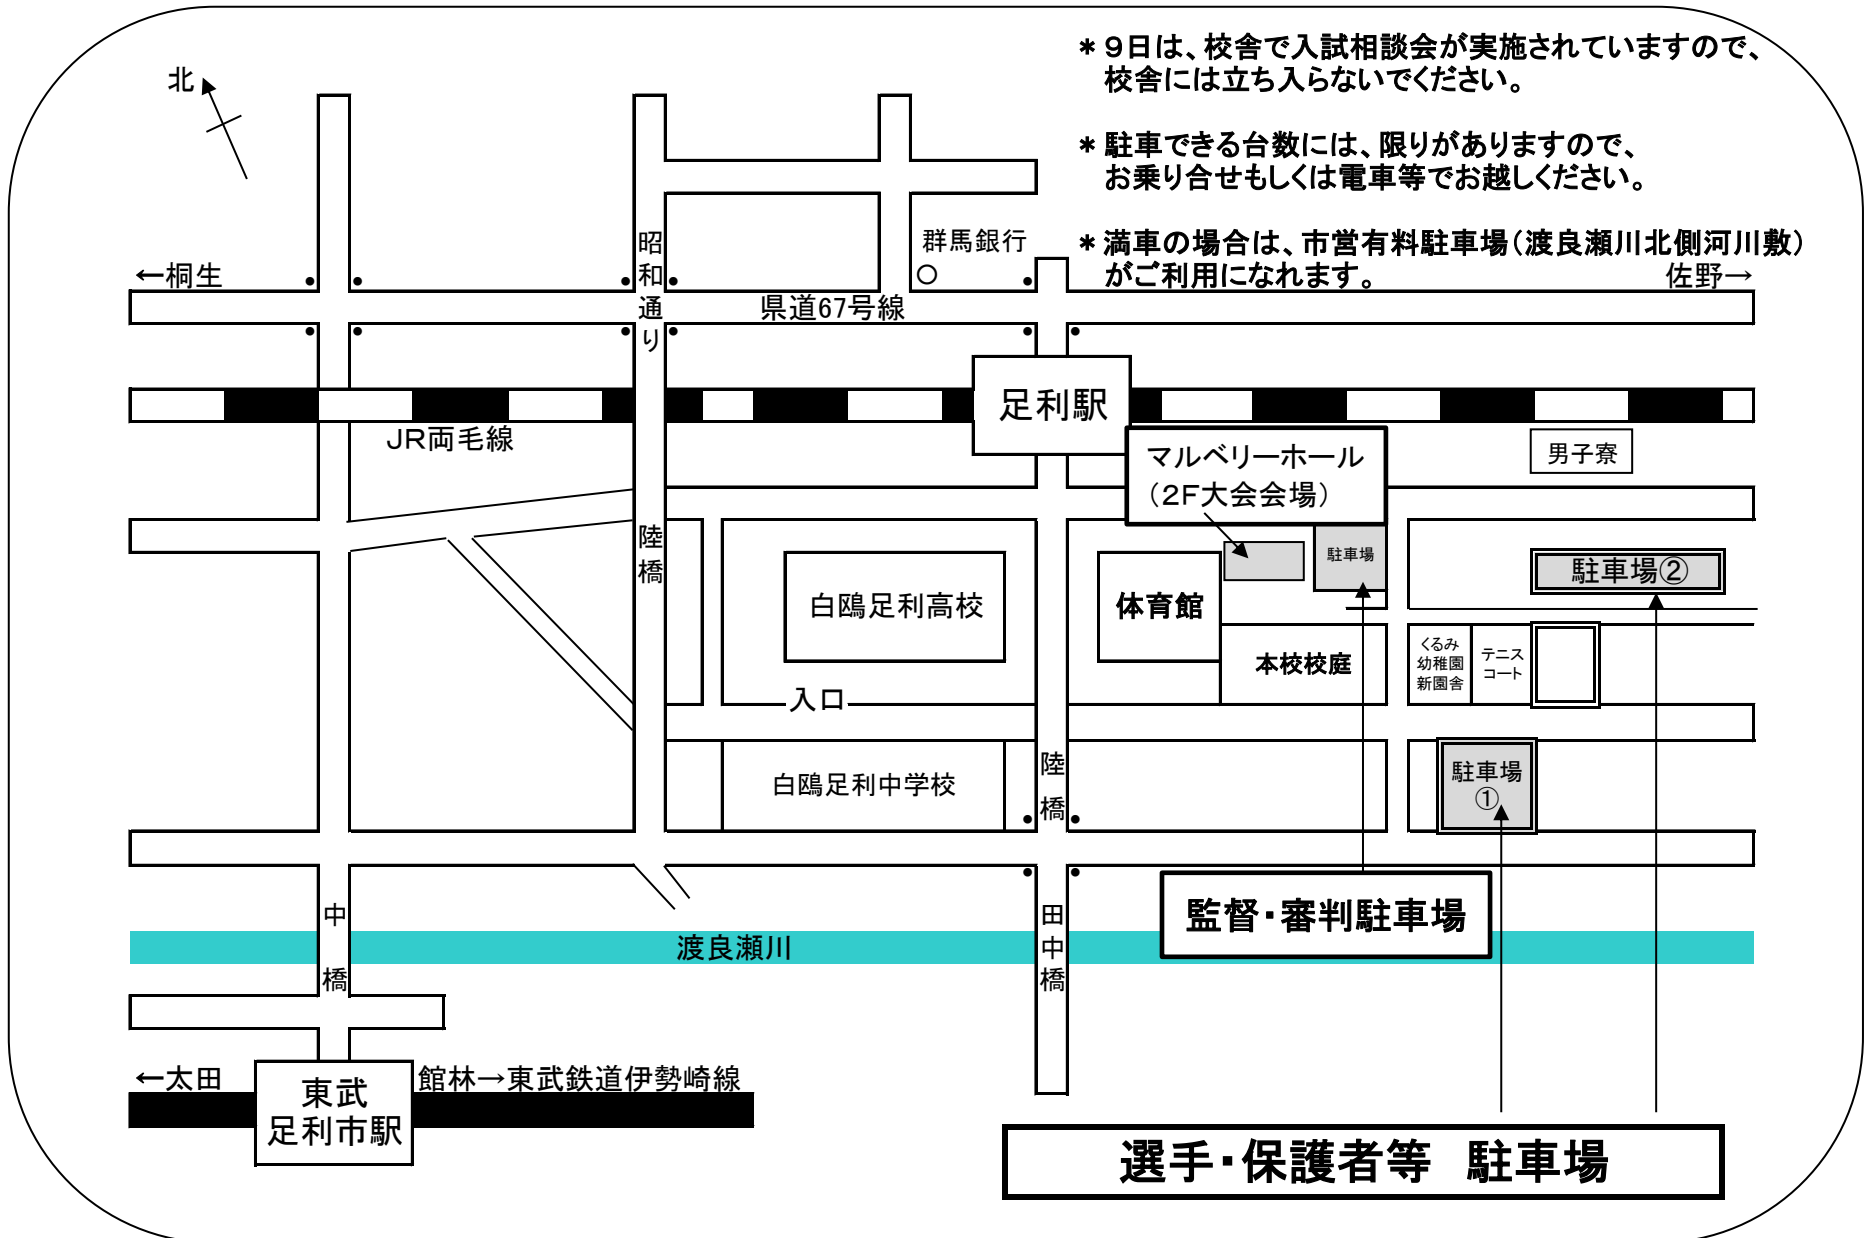 ＊９日は、校舎で入試相談会が実施されていますので、
校舎には立ち入らないでください。
北
＊駐車できる台数には、限りがありますので、
お乗り合せもしくは電車等でお越しください。
＊満車の場合は、市営有料駐車場（渡良瀬川北側河川敷）
がご利用になれます。
昭和通り
群馬銀行
○
←桐生
佐野→
県道67号線
足利駅
JR両毛線
マルベリーホール
（２F大会会場）
男子寮
陸橋
駐車場
駐車場②
白鴎足利高校
体育館
本校校庭
くるみ
幼稚園
新園舎
テニス
コート
入口
陸橋
白鴎足利中学校
駐車場
①
中橋
田中橋
監督・審判駐車場
渡良瀬川
←太田
館林→東武鉄道伊勢崎線
東武
足利市駅
選手・保護者等　駐車場